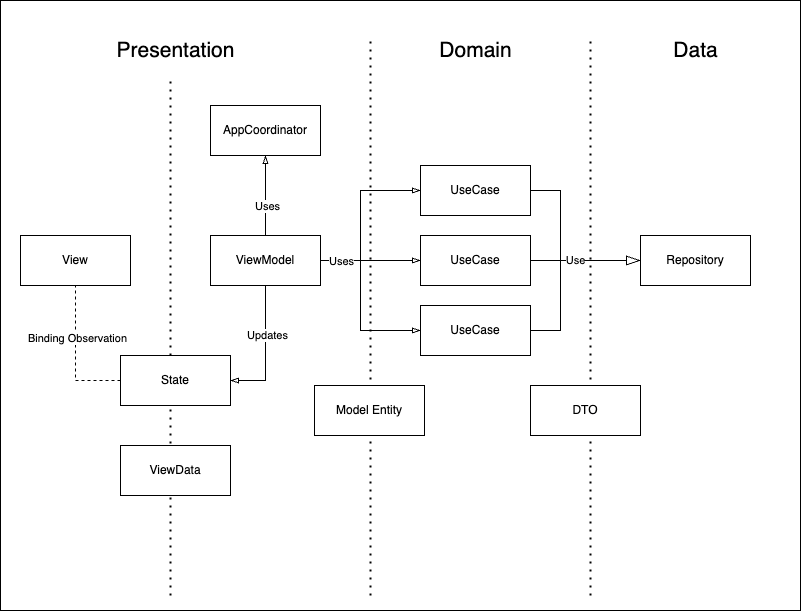 Presentation
Domain
Data
AppCoordinator
Uses
UseCase
View
ViewModel
Uses
UseCase
Use
Repository
Binding Observation
Updates
UseCase
State
Model Entity
DTO
ViewData